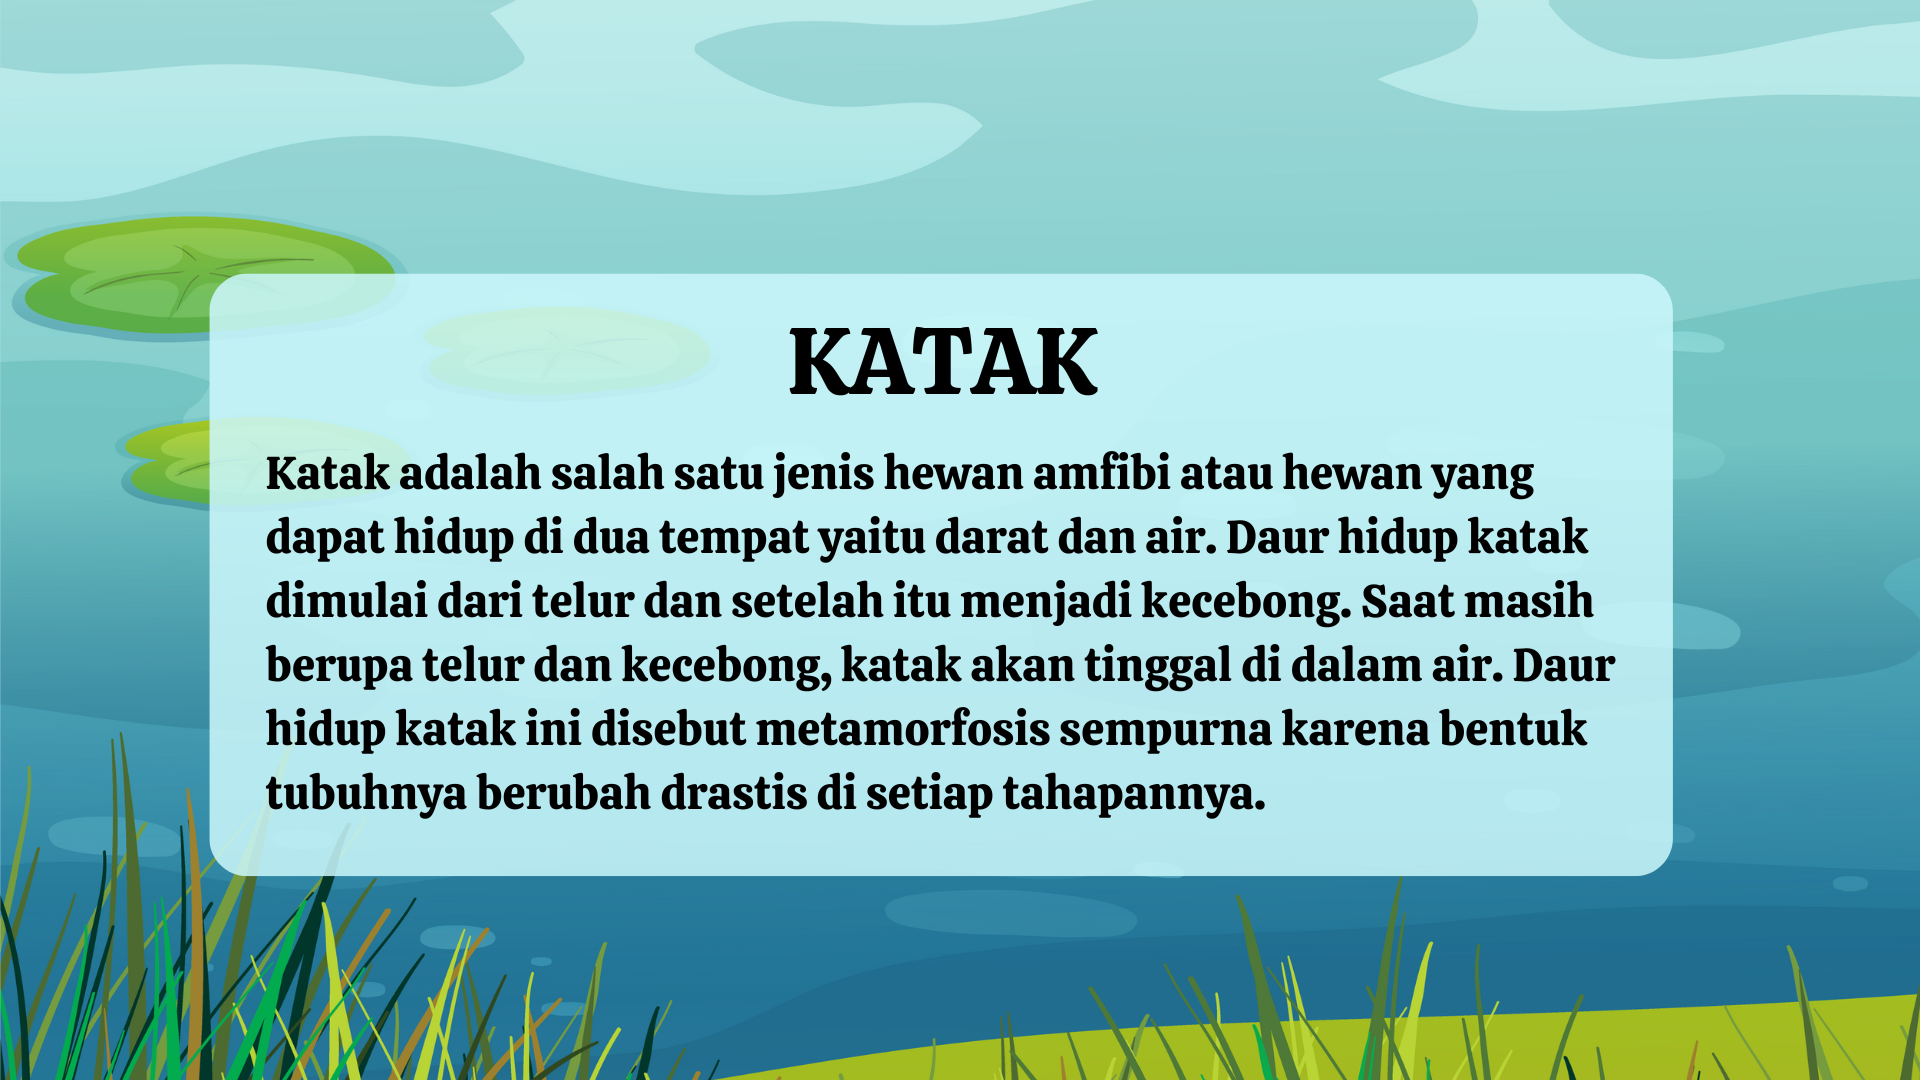 KATAK
Katak adalah salah satu jenis hewan amfibi atau hewan yang
dapat hidup di dua tempat yaitu darat dan air. Daur hidup katak
dimulai dari telur dan setelah itu menjadi kecebong. Saat masih
berupa telur dan kecebong, katak akan tinggal di dalam air. Daur
hidup katak ini disebut metamorfosis sempurna karena bentuk
tubuhnya berubah drastis di setiap tahapannya.